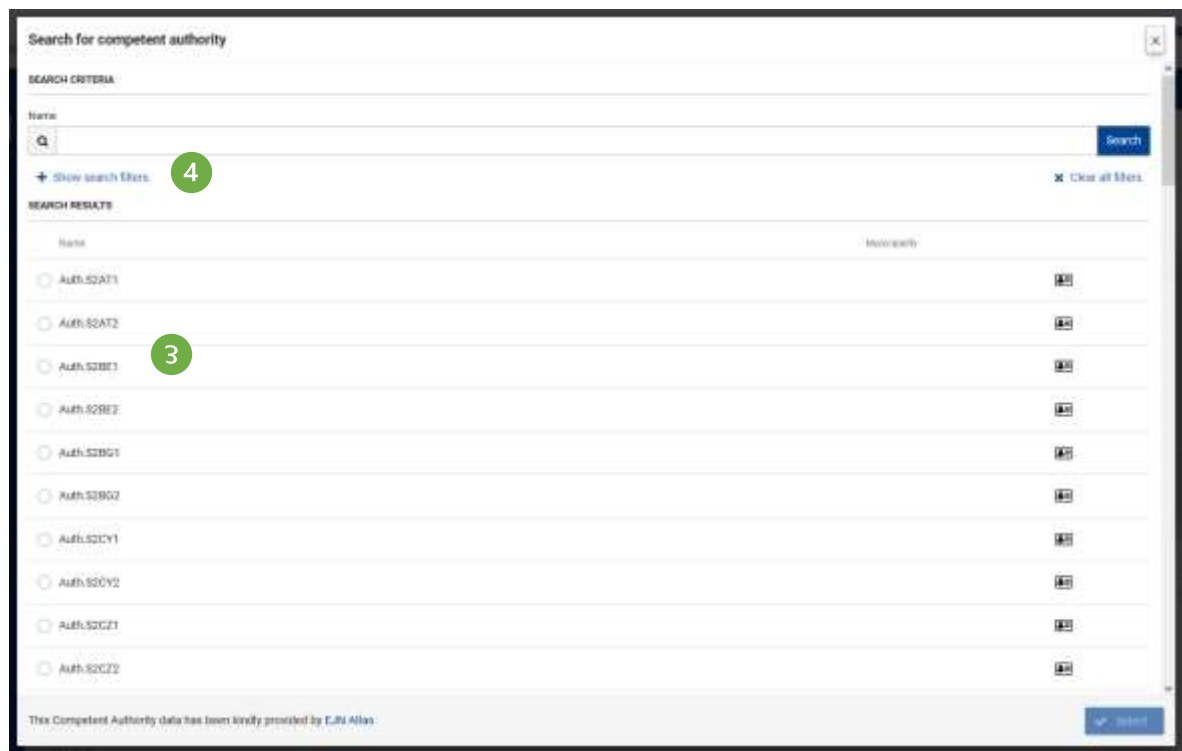 Search for competent authority
SEARCH CRITERIA
Name
Search
4
Show search filters
Clear all filters
SEARCH RESULTS
Name Municipality
Auth.S2AT1
Auth.S2AT2
3
Auth.S2BE1
Auth.S2BE2
Auth.S2BG1
Auth.S2BG2
Auth.S2CY1
Auth.S2CY2
Auth.S2CZ1
Auth.S2CZ2
This Competent Authority data has been kindly provided by EJN Atlas
Select